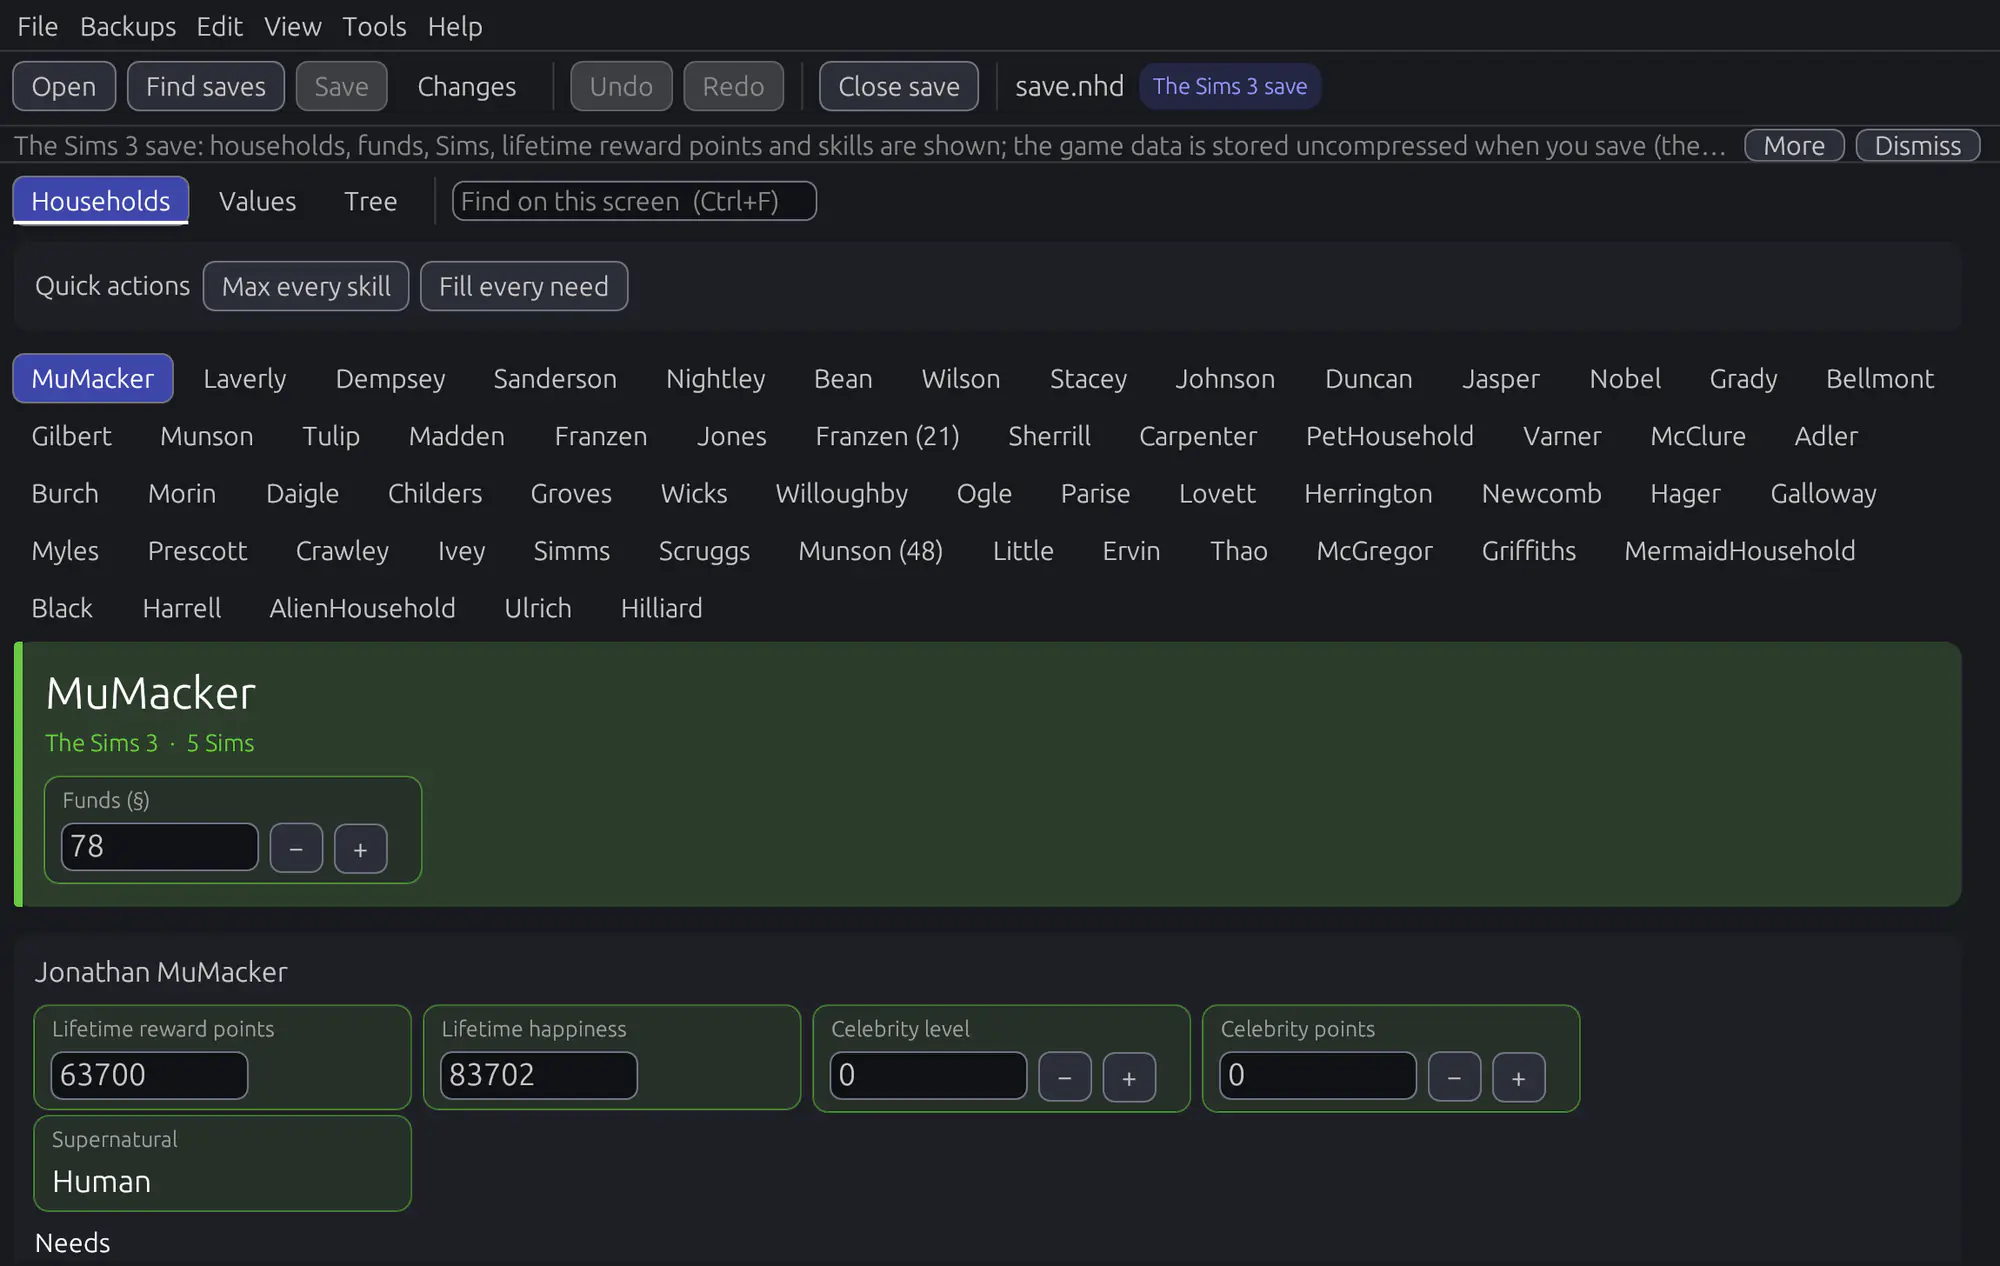 File Backups Edit View Tools Help
Open Find saves Save Changes Undo Redo Close save save.nhd The Sims 3 save
The Sims 3 save: households, funds, Sims, lifetime reward points and skills are shown; the game data is stored uncompressed when you save (the… More Dismiss
Households Values Tree Find on this screen (Ctrl+F)
Quick actions Max every skill Fill every need
MuMacker Laverly Dempsey Sanderson Nightley Bean Wilson Stacey Johnson Duncan Jasper Nobel Grady Bellmont
Gilbert Munson Tulip Madden Franzen Jones Franzen (21) Sherrill Carpenter PetHousehold Varner McClure Adler
Burch Morin Daigle Childers Groves Wicks Willoughby Ogle Parise Lovett Herrington Newcomb Hager Galloway
Myles Prescott Crawley Ivey Simms Scruggs Munson (48) Little Ervin Thao McGregor Griffiths MermaidHousehold
Black Harrell AlienHousehold Ulrich Hilliard
MuMacker
The Sims 3 · 5 Sims
Funds (§)
78 − +
Jonathan MuMacker
Lifetime reward points Lifetime happiness Celebrity level Celebrity points
63700 83702 0 − + 0 − +
Supernatural
Human
Needs